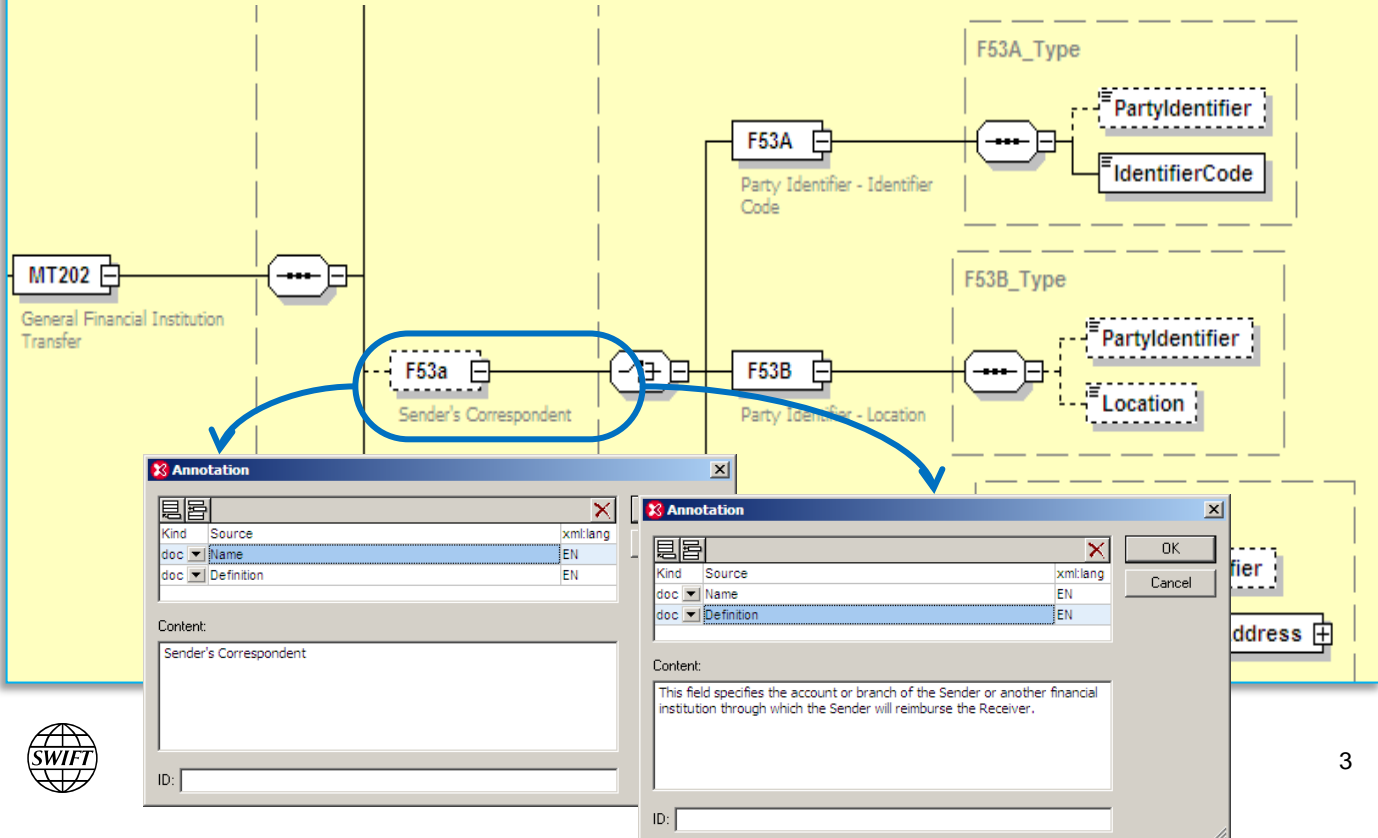 F53A_Type
PartyIdentifier
F53A
IdentifierCode
Party Identifier - Identifier
Code
MT202
F53B_Type
General Financial Institution
Transfer
PartyIdentifier
F53a
F53B
Sender's Correspondent
Party Identifier - Location
Location
Annotation
Kind Source xml:lang
doc Name EN
doc Definition EN
Content:
Sender's Correspondent
ID:
Annotation
OK
Cancel
Kind Source xml:lang
doc Name EN
doc Definition EN
Content:
This field specifies the account or branch of the Sender or another financial
institution through which the Sender will reimburse the Receiver.
ID:
fier
ddress
SWIFT
3